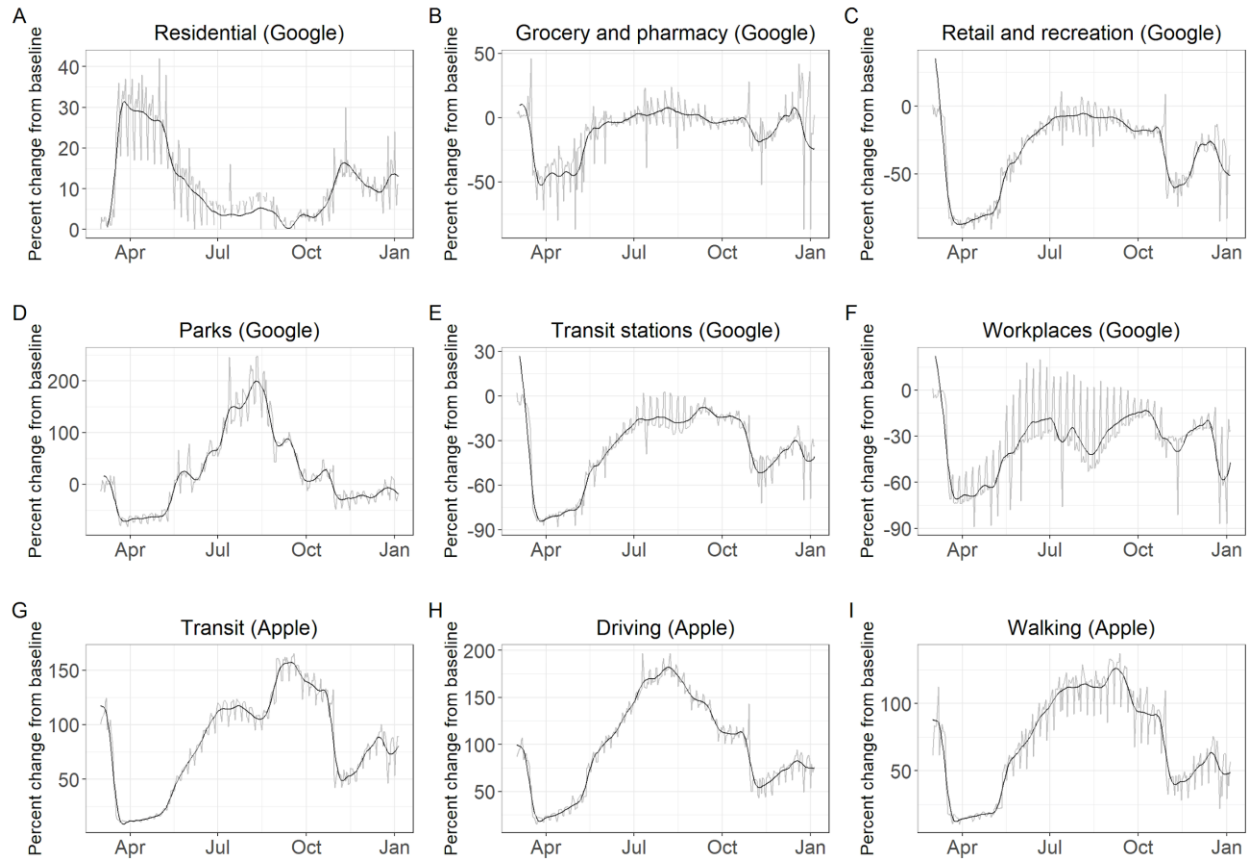 A
Residential (Google)
Percent change from baseline
40
30
20
10
0
Apr Jul Oct Jan
B
Grocery and pharmacy (Google)
Percent change from baseline
50
0
-50
Apr Jul Oct Jan
C
Retail and recreation (Google)
Percent change from baseline
0
-50
Apr Jul Oct Jan
D
Parks (Google)
Percent change from baseline
200
100
0
Apr Jul Oct Jan
E
Transit stations (Google)
Percent change from baseline
30
0
-30
-60
-90
Apr Jul Oct Jan
F
Workplaces (Google)
Percent change from baseline
0
-30
-60
-90
Apr Jul Oct Jan
G
Transit (Apple)
Percent change from baseline
150
100
50
Apr Jul Oct Jan
H
Driving (Apple)
Percent change from baseline
200
150
100
50
Apr Jul Oct Jan
I
Walking (Apple)
Percent change from baseline
100
50
Apr Jul Oct Jan